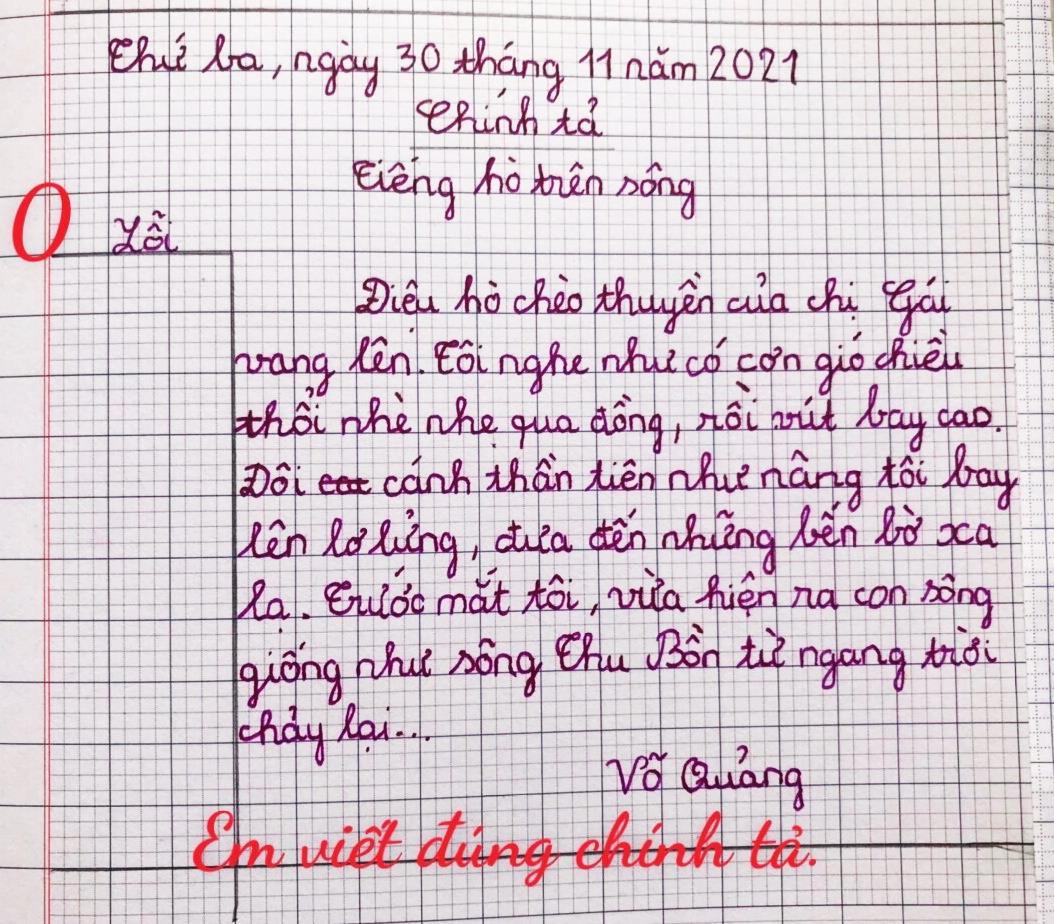 Thứ ba, ngày 30 tháng 11 năm 2021
Chính tả
Tiếng hò trên sông
0
Lỗi
Điệu hò chèo thuyền của chị Gái
vang lên. Tôi nghe như có cơn gió chiều
thổi nhè nhẹ qua đồng, rồi vút bay cao.
Đôi cánh thần tiên như nâng tôi bay
lên lơ lửng, đưa đến những bến bờ xa
lạ. Trước mắt tôi, vừa hiện ra con sông
giống như sông Thu Bồn từ ngang trời
chảy lại...
Võ Quảng
Em viết đúng chính tả.